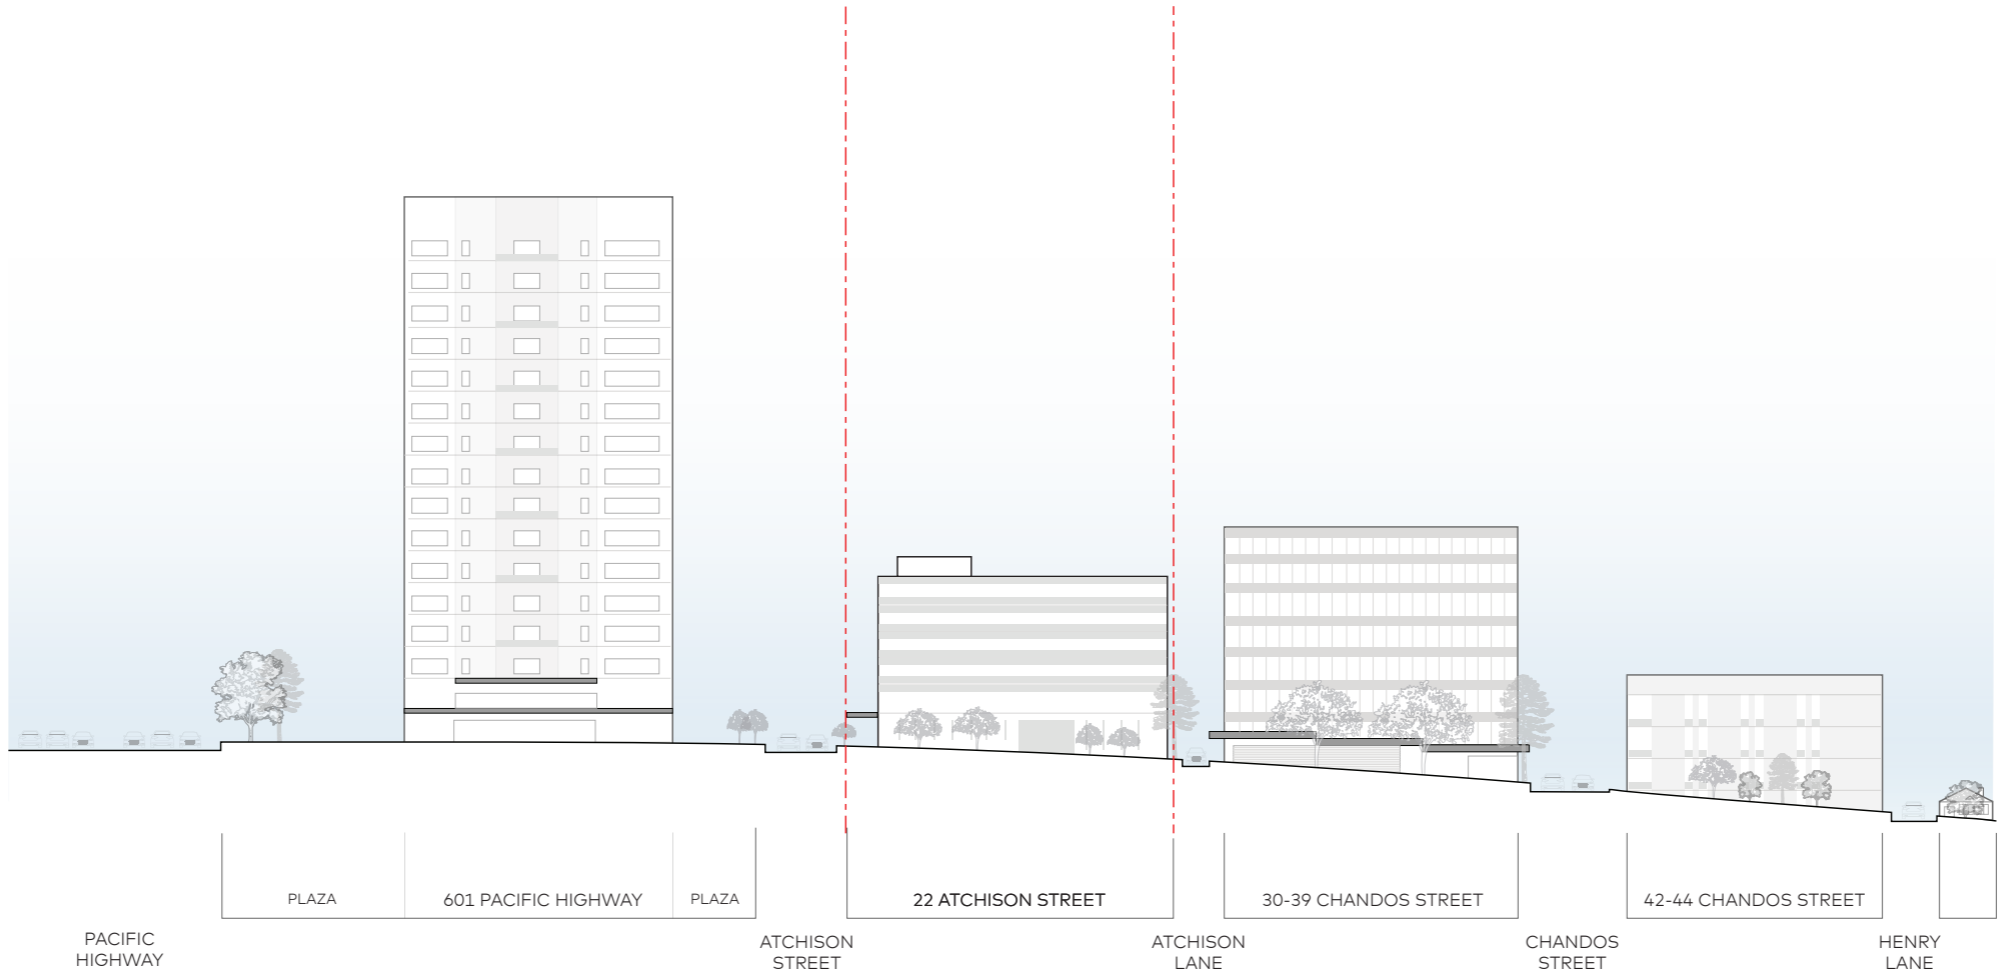 PLAZA
601 PACIFIC HIGHWAY
PLAZA
22 ATCHISON STREET
30-39 CHANDOS STREET
42-44 CHANDOS STREET
PACIFIC
HIGHWAY
ATCHISON
STREET
ATCHISON
LANE
CHANDOS
STREET
HENRY
LANE